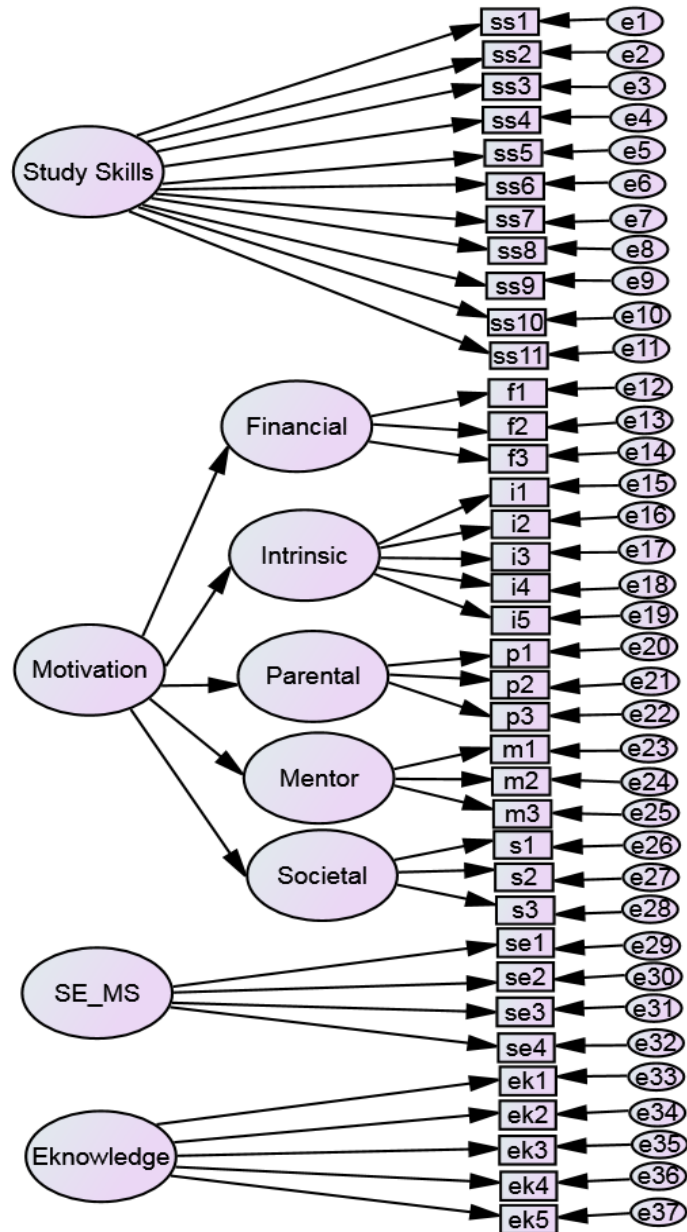 ss1 e1
ss2 e2
ss3 e3
ss4 e4
ss5 e5
Study Skills
ss6 e6
ss7 e7
ss8 e8
ss9 e9
ss10 e10
ss11 e11
f1 e12
Financial
f2 e13
f3 e14
i1 e15
i2 e16
Intrinsic
i3 e17
i4 e18
i5 e19
Motivation
p1 e20
Parental
p2 e21
p3 e22
m1 e23
Mentor
m2 e24
m3 e25
s1 e26
Societal
s2 e27
s3 e28
se1 e29
SE_MS
se2 e30
se3 e31
se4 e32
ek1 e33
ek2 e34
Eknowledge
ek3 e35
ek4 e36
ek5 e37